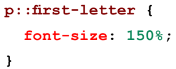 p::first-letter {
  font-size: 150%;
}